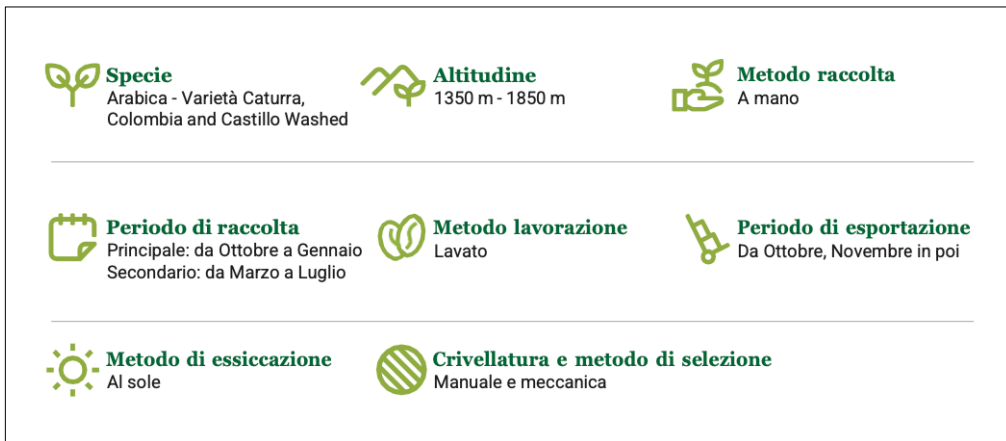 Specie
Arabica - Varietà Caturra,
Colombia and Castillo Washed
Altitudine
1350 m - 1850 m
Metodo raccolta
A mano
Periodo di raccolta
Principale: da Ottobre a Gennaio
Secondario: da Marzo a Luglio
Metodo lavorazione
Lavato
Periodo di esportazione
Da Ottobre, Novembre in poi
Metodo di essiccazione
Al sole
Crivellatura e metodo di selezione
Manuale e meccanica